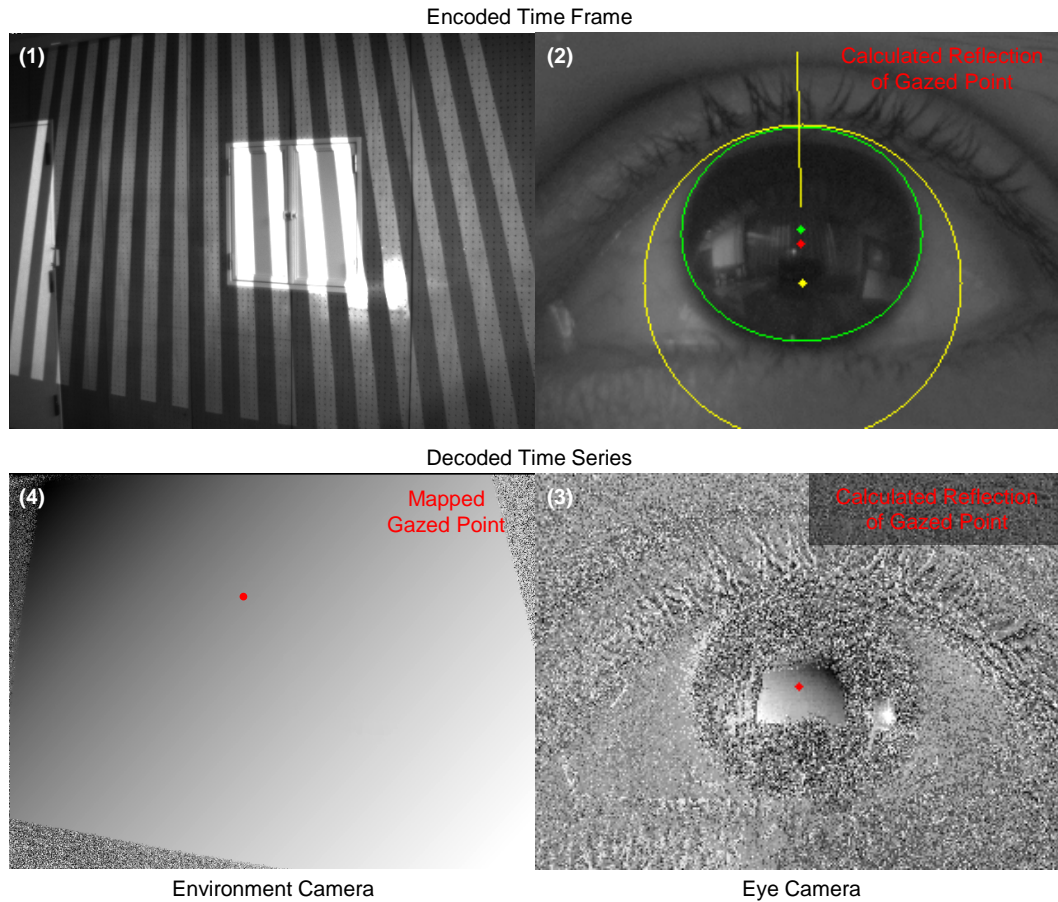 Encoded Time Frame
(1)
(2)
Calculated Reflection
of Gazed Point
Decoded Time Series
(4)
Mapped
Gazed Point
(3)
Calculated Reflection
of Gazed Point
Environment Camera
Eye Camera